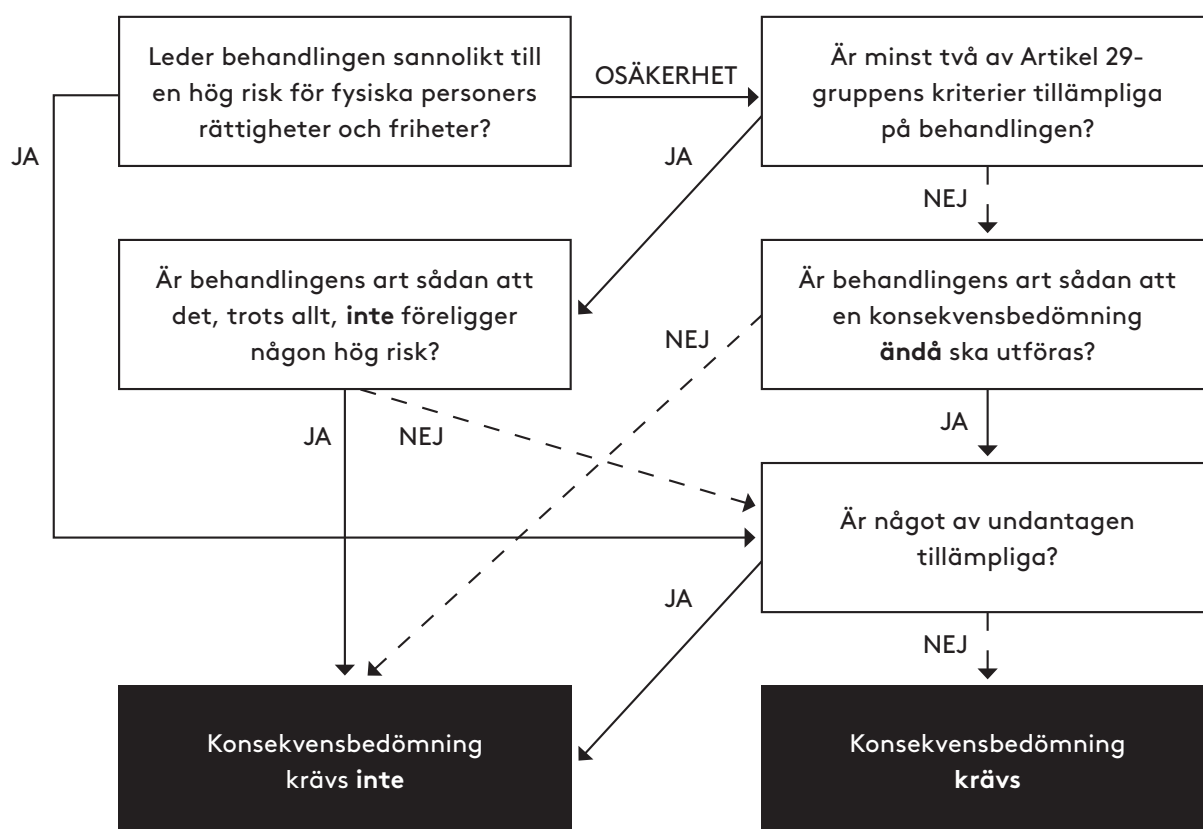 Leder behandlingen sannolikt till
en hög risk för fysiska personers
rättigheter och friheter?
OSÄKERHET
Är minst två av Artikel 29-
gruppens kriterier tillämpliga
på behandlingen?
JA
JA
NEJ
Är behandlingens art sådan att
det, trots allt, inte föreligger
någon hög risk?
NEJ
Är behandlingens art sådan att
en konsekvensbedömning
ändå ska utföras?
JA
NEJ
JA
Är något av undantagen
tillämpliga?
JA
NEJ
Konsekvensbedömning
krävs inte
Konsekvensbedömning
krävs